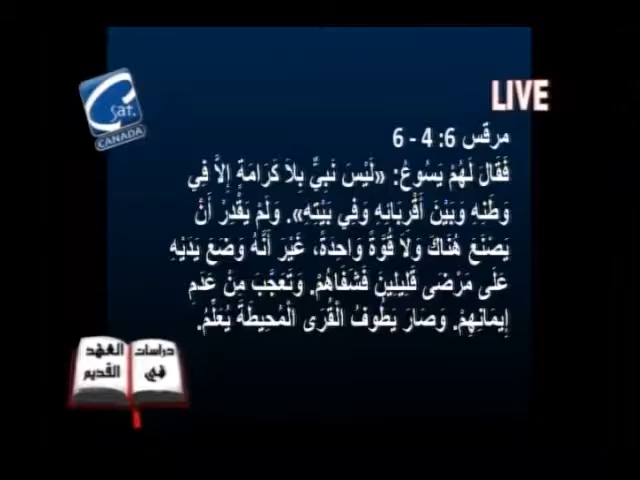 Sat.
CANADA
LIVE
مرقس 6: 4 - 6
فَقَالَ لَهُمْ يَسُوعُ: «لَيْسَ نَبِيٌّ بِلاَ كَرَامَةٍ إِلاَّ فِي
وَطَنِهِ وَبَيْنَ أَقْرِبَائِهِ وَفِي بَيْتِهِ». وَلَمْ يَقْدِرْ أَنْ
يَصْنَعَ هُنَاكَ وَلاَ قُوَّةً وَاحِدَةً، غَيْرَ أَنَّهُ وَضَعَ يَدَيْهِ
عَلَى مَرْضَى قَلِيلِينَ فَشَفَاهُمْ. وَتَعَجَّبَ مِنْ عَدَمِ
إِيمَانِهِمْ. وَصَارَ يَطُوفُ الْقُرَى الْمُحِيطَةَ يُعَلِّمُ.
دراسات العهد
في القديم